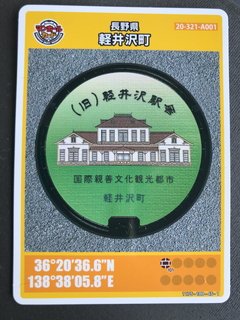 長野県
軽井沢町
20-321-A001
(旧)軽井沢駅舎
国際親善文化観光都市
軽井沢町
36°20'36.6"N
138°38'05.8"E